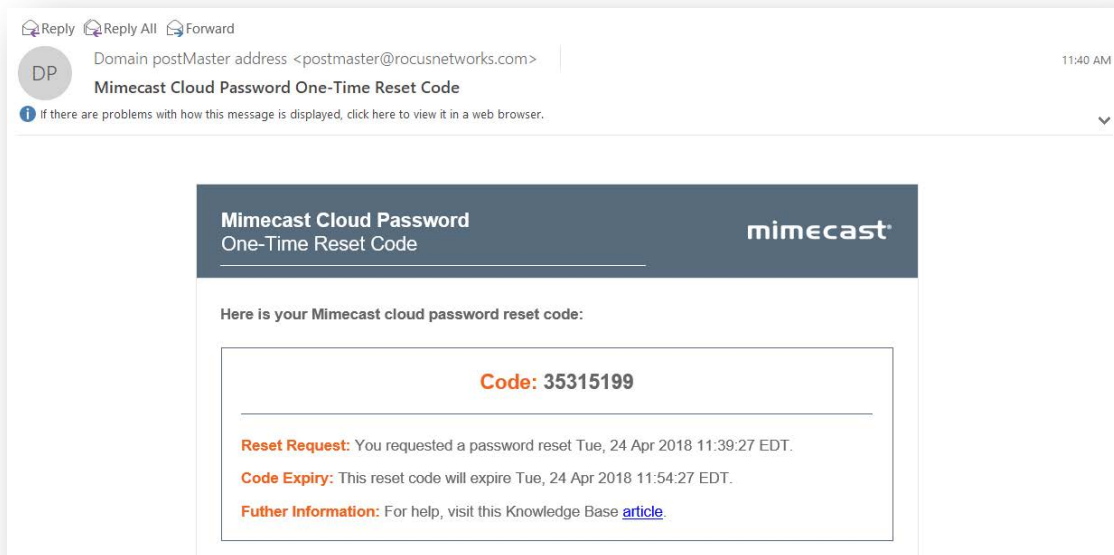 Reply Reply All Forward
DP
Domain postMaster address <postmaster@rocusnetworks.com>
11:40 AM
Mimecast Cloud Password One-Time Reset Code
If there are problems with how this message is displayed, click here to view it in a web browser.
Mimecast Cloud Password
One-Time Reset Code
mimecast
Here is your Mimecast cloud password reset code:
Code: 35315199
Reset Request: You requested a password reset Tue, 24 Apr 2018 11:39:27 EDT.
Code Expiry: This reset code will expire Tue, 24 Apr 2018 11:54:27 EDT.
Futher Information: For help, visit this Knowledge Base article.